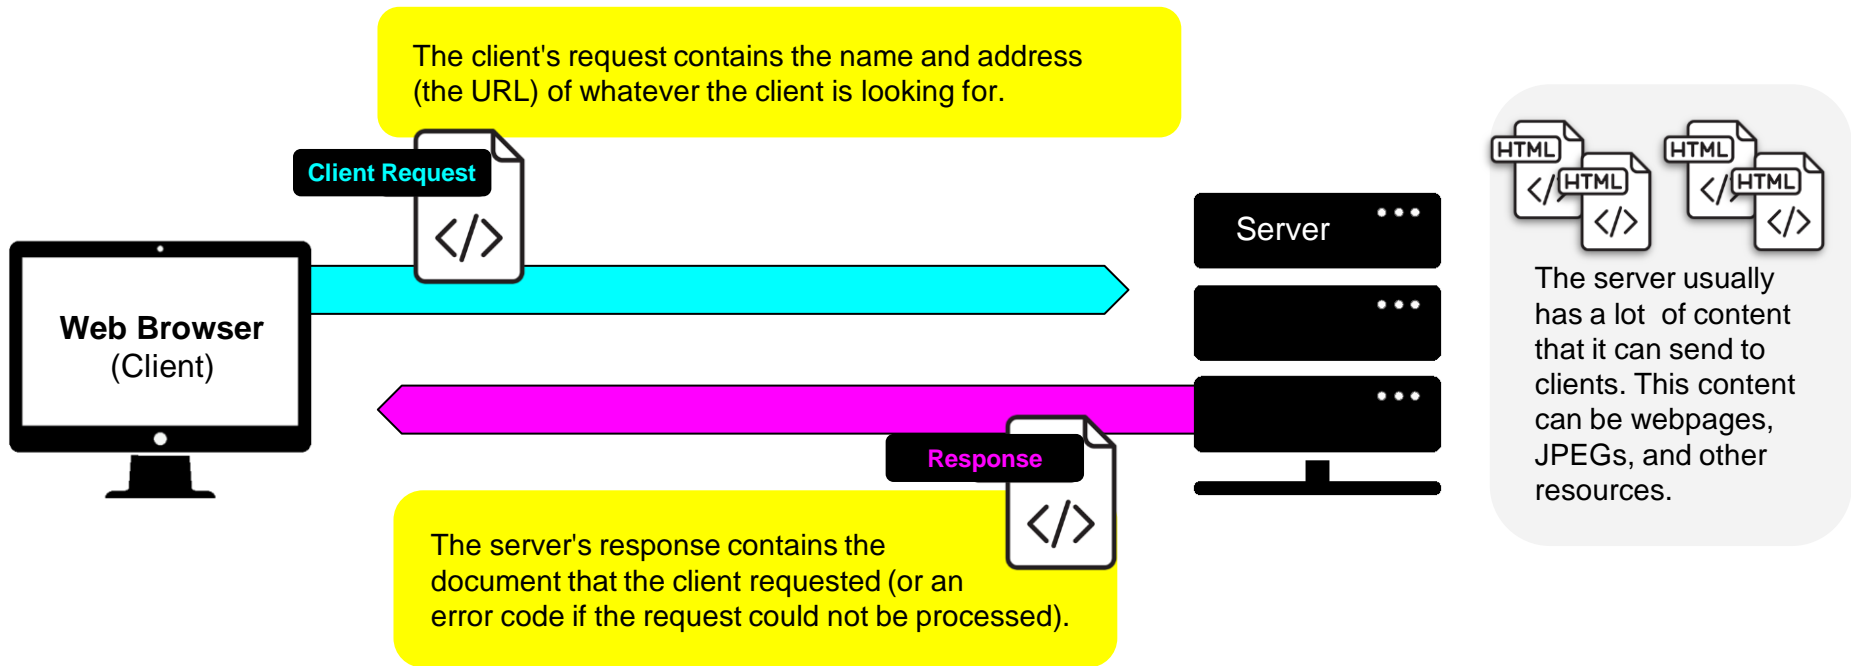 The client's request contains the name and address
(the URL) of whatever the client is looking for.
Client Request
</>
Web Browser
(Client)
Server
Response
</>
The server's response contains the
document that the client requested (or an
error code if the request could not be processed).
HTML
</>
HTML
</>
HTML
</>
HTML
</>
The server usually
has a lot of content
that it can send to
clients. This content
can be webpages,
JPEGs, and other
resources.